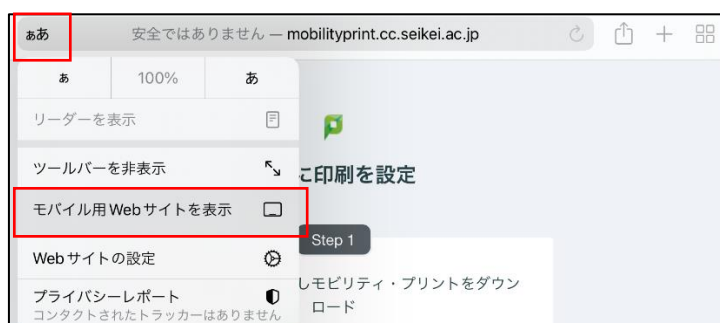 ぁあ 安全ではありません — mobilityprint.cc.seikei.ac.jp
あ 100% あ
リーダーを表示
ツールバーを非表示
に印刷を設定
モバイル用Webサイトを表示
Step 1
Webサイトの設定
しモビリティ・プリントをダウン
プライバシーレポート
ロード
コンタクトされたトラッカーはありません